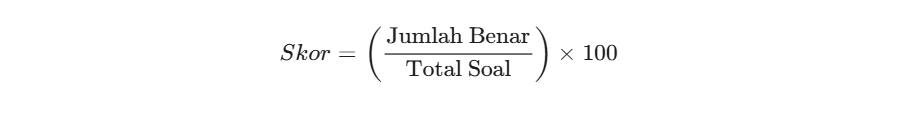 Skor = (Jumlah Benar / Total Soal) × 100